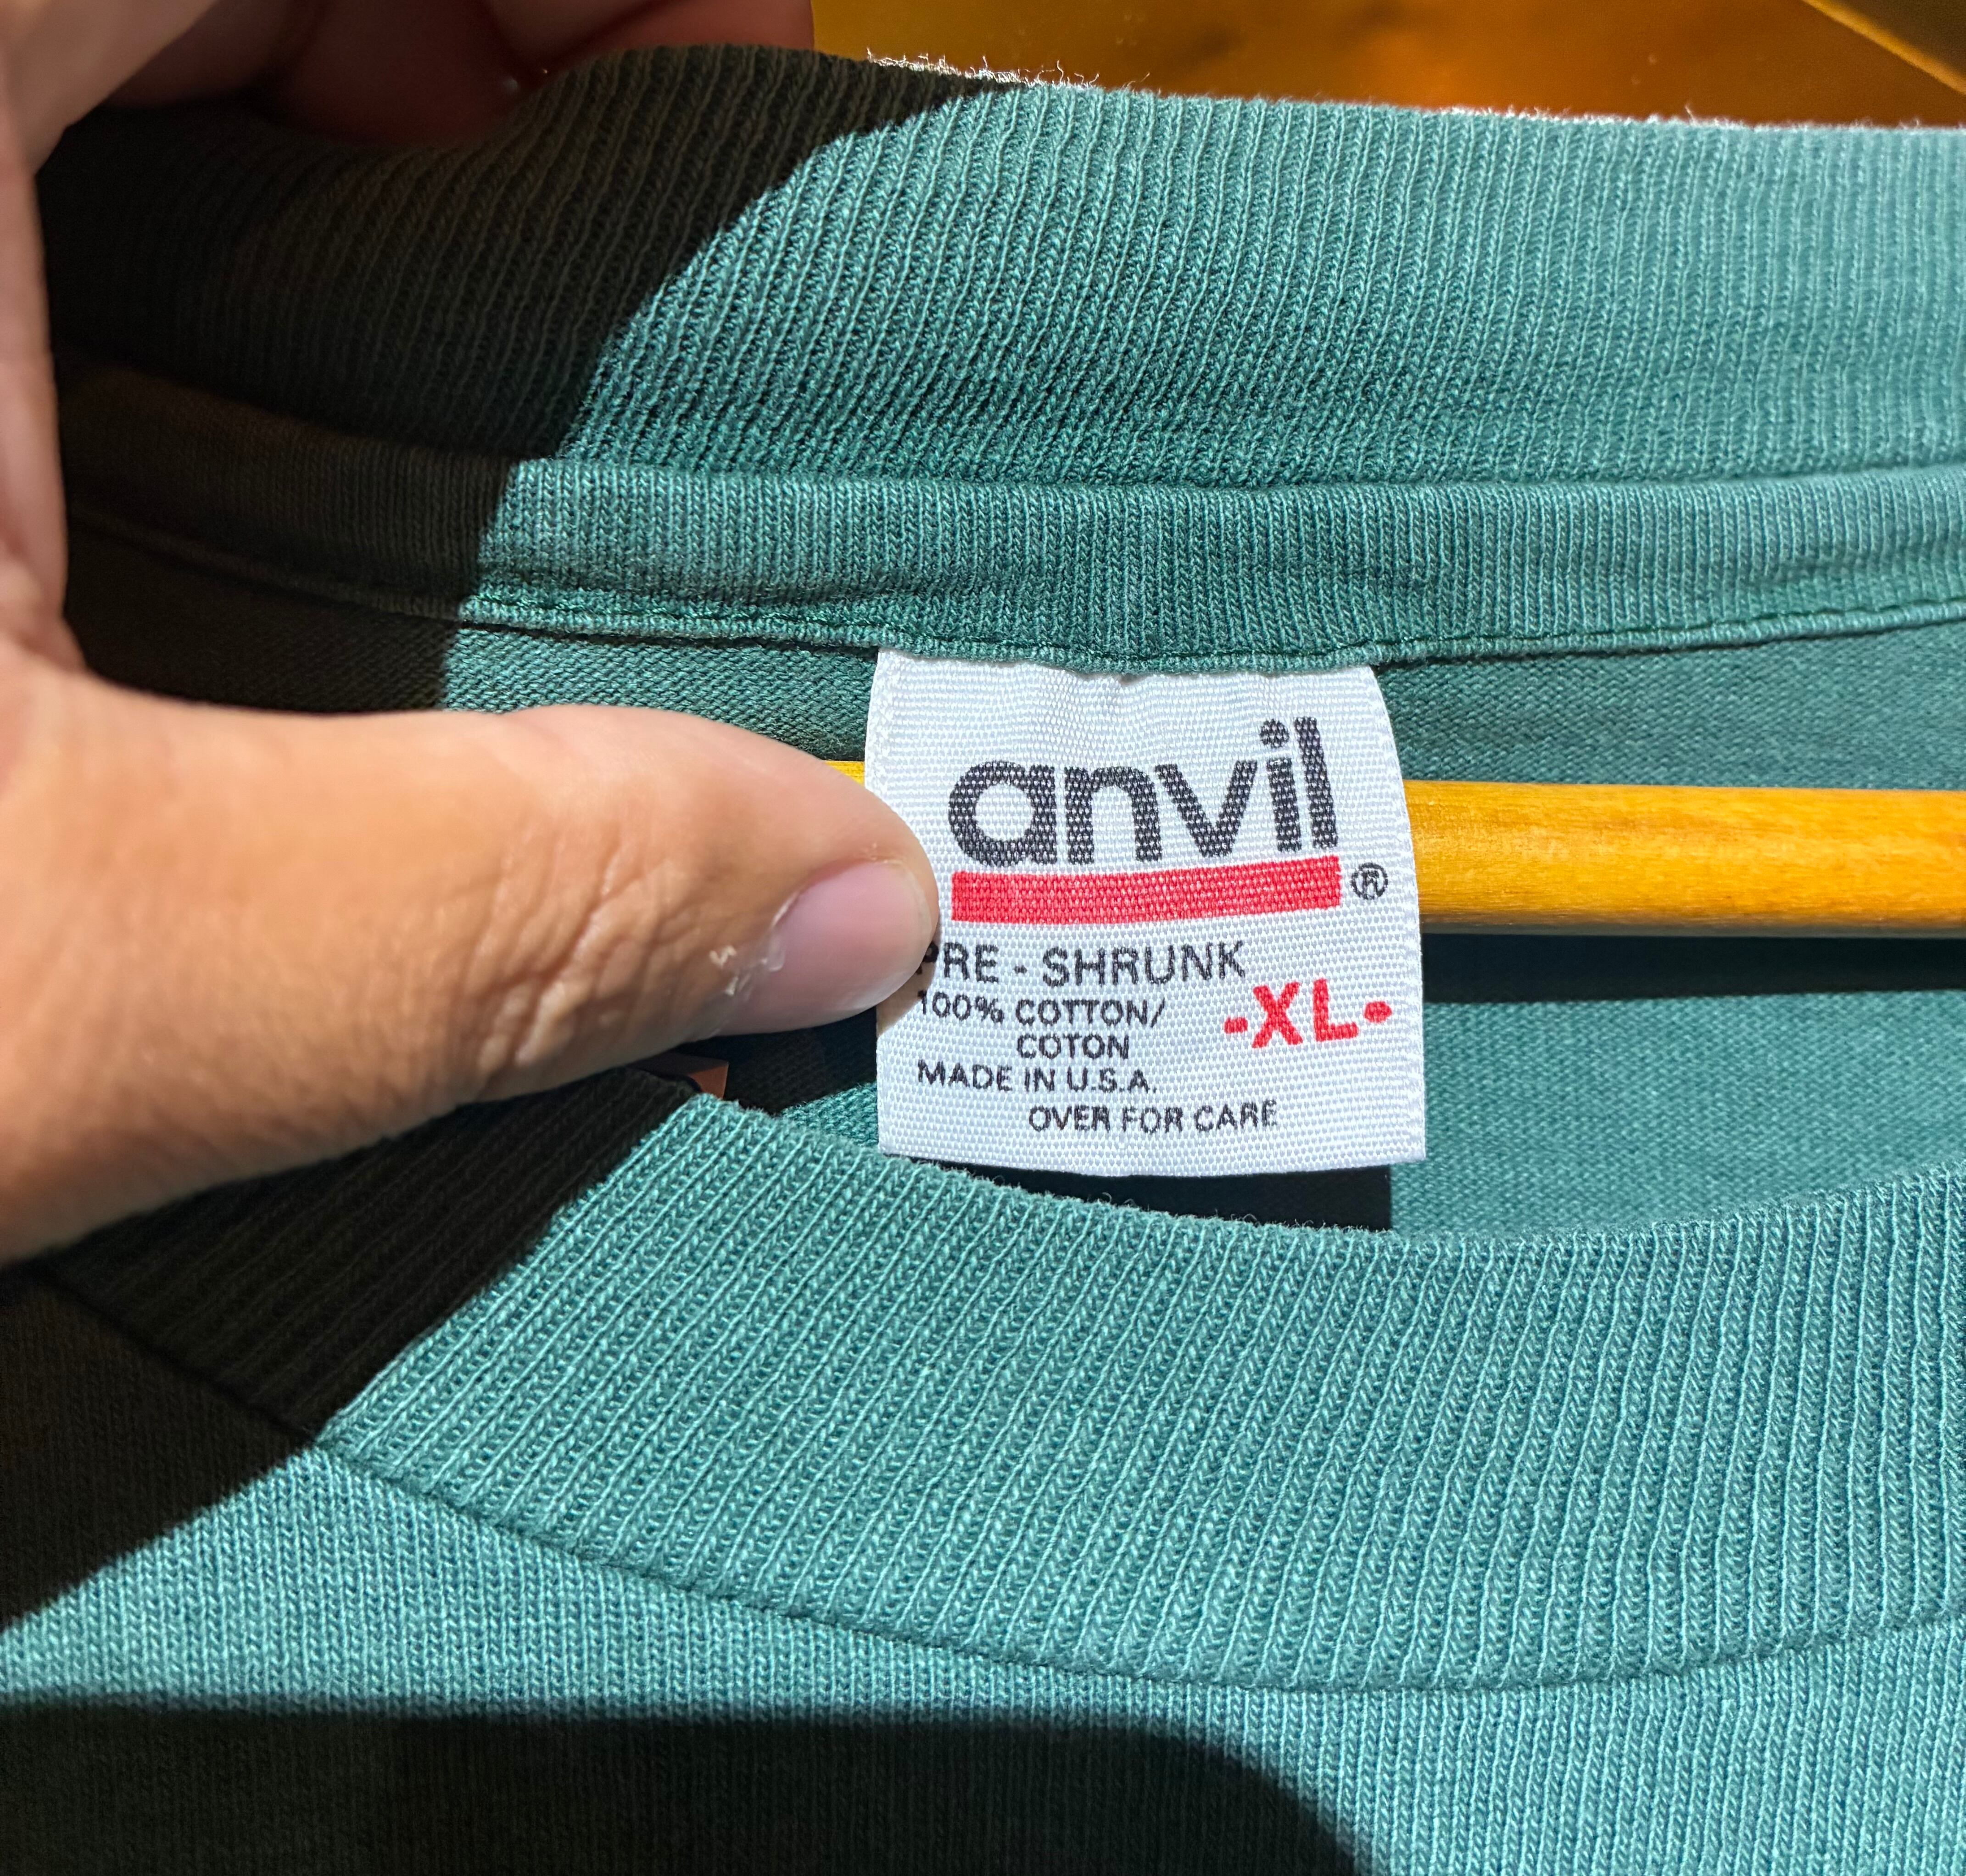 anvil®
PRE - SHRUNK
100% COTTON/ -XL-
COTON
MADE IN U.S.A.
OVER FOR CARE